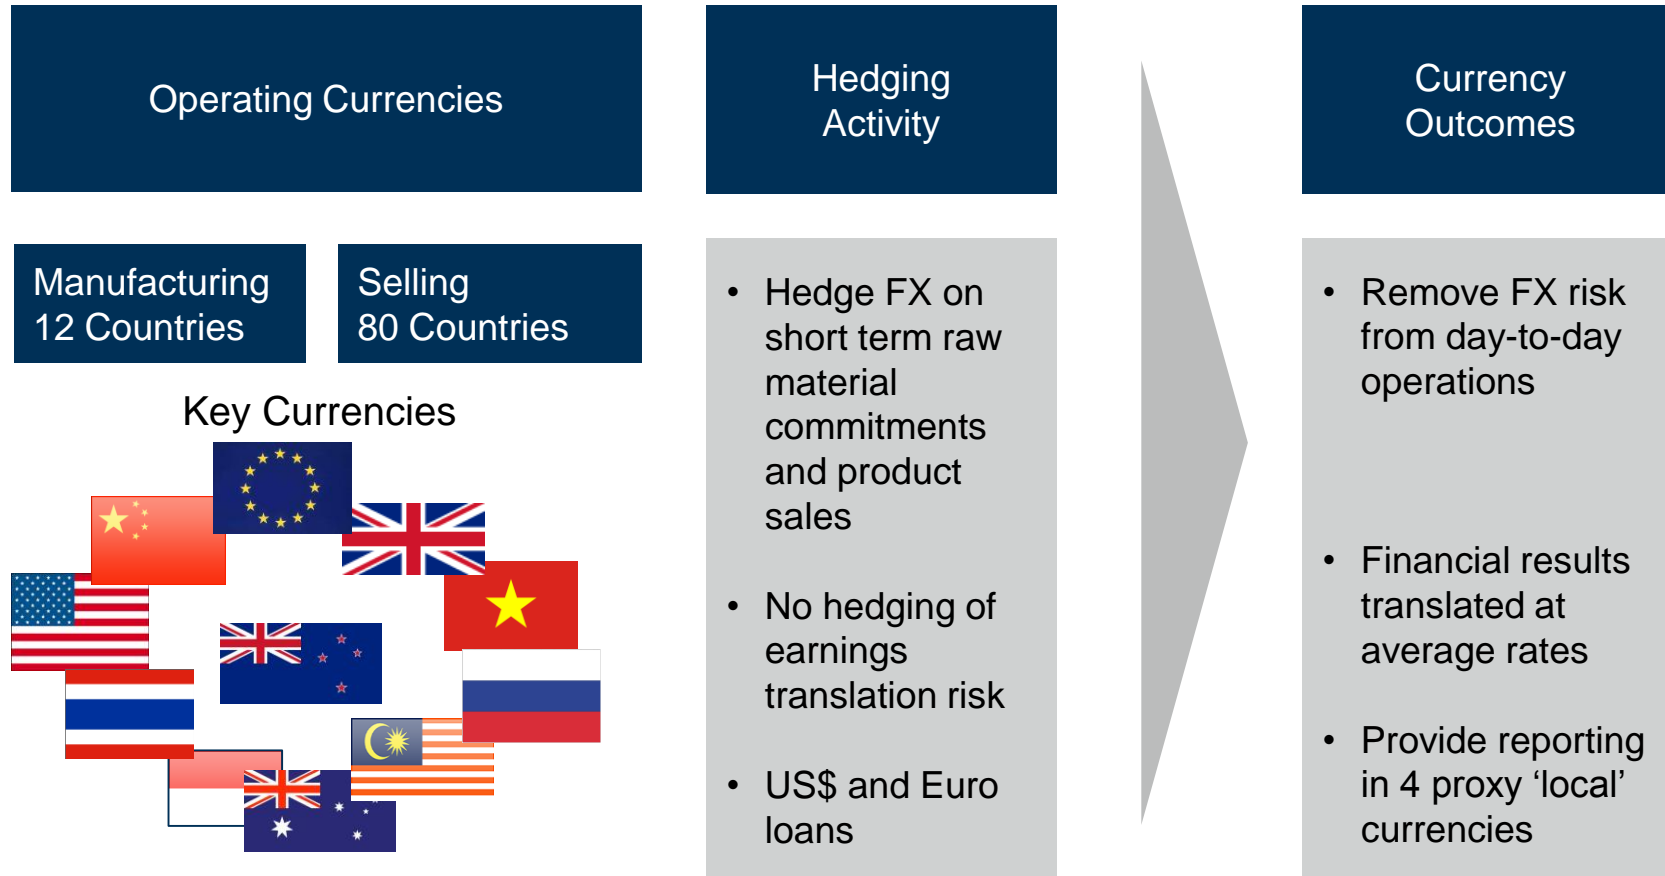 Operating Currencies
Manufacturing
12 Countries
Selling
80 Countries
Key Currencies
Hedging
Activity
• Hedge FX on
short term raw
material
commitments
and product
sales
• No hedging of
earnings
translation risk
• US$ and Euro
loans
Currency
Outcomes
• Remove FX risk
from day-to-day
operations
• Financial results
translated at
average rates
• Provide reporting
in 4 proxy ‘local’
currencies